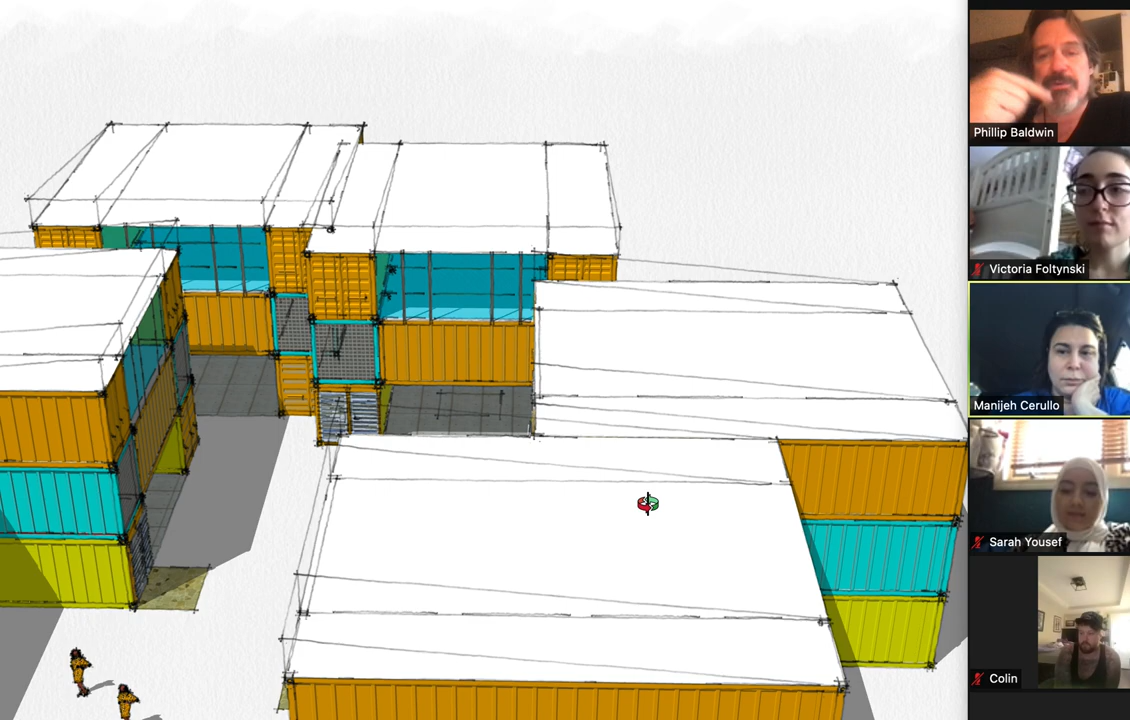 Phillip Baldwin
Victoria Foltynski
Manijeh Cerullo
Sarah Yousef
Colin